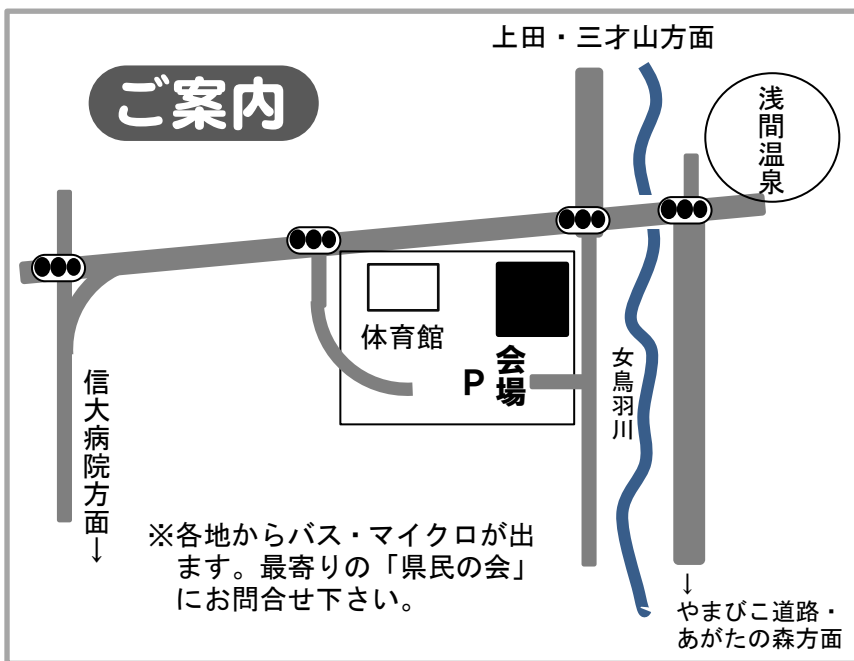 上田・三才山方面
ご案内
浅間温泉
体育館
会場
P
女鳥羽川
信大病院方面→
※各地からバス・マイクロが出
ます。最寄りの「県民の会」
にお問合せ下さい。
↓
やまびこ道路・
あがたの森方面